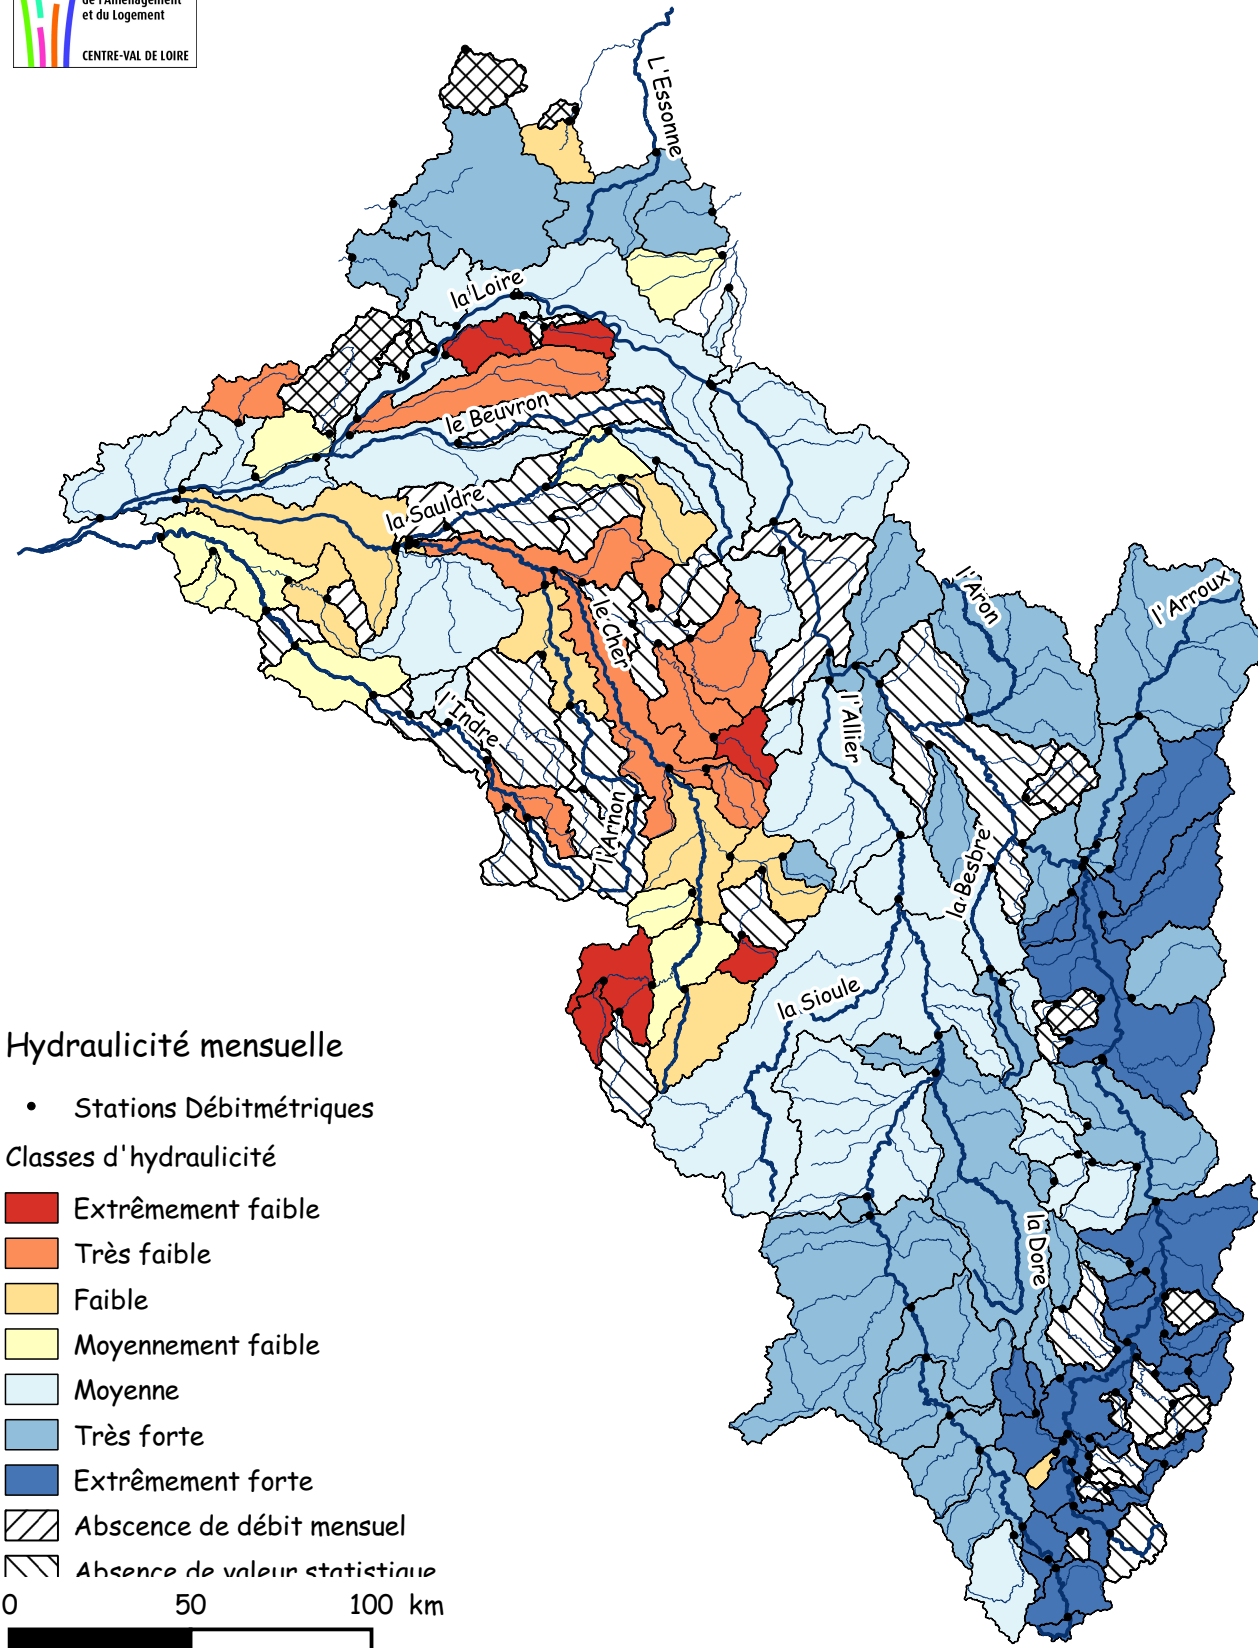 de l'Aménagement
et du Logement
CENTRE-VAL DE LOIRE
L'Essonne
la Loire
le Beuvron
la Sauldre
l'Aron
l'Arroux
le Cher
l'Indre
l'Allier
l'Arnon
la Besbre
la Sioule
la Dore
Hydraulicité mensuelle
Stations Débitmétriques
Classes d'hydraulicité
Extrêmement faible
Très faible
Faible
Moyennement faible
Moyenne
Très forte
Extrêmement forte
Abscence de débit mensuel
Absence de valeur statistique
0 50 100 km